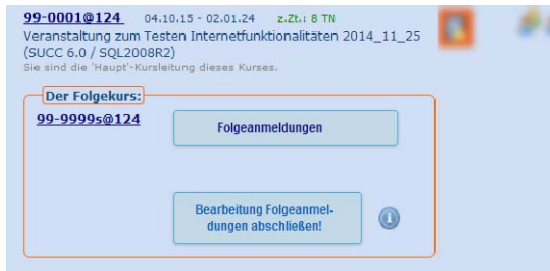 99-0001@124 04.10.15 - 02.01.24 z.Zt.: 8 TN
Veranstaltung zum Testen Internetfunktionalitäten 2014_11_25
(SUCC 6.0 / SQL2008R2)
Sie sind die 'Haupt'-Kursleitung dieses Kurses.
Der Folgekurs:
99-9999s@124 Folgeanmeldungen
Bearbeitung Folgeanmel-
dungen abschließen!